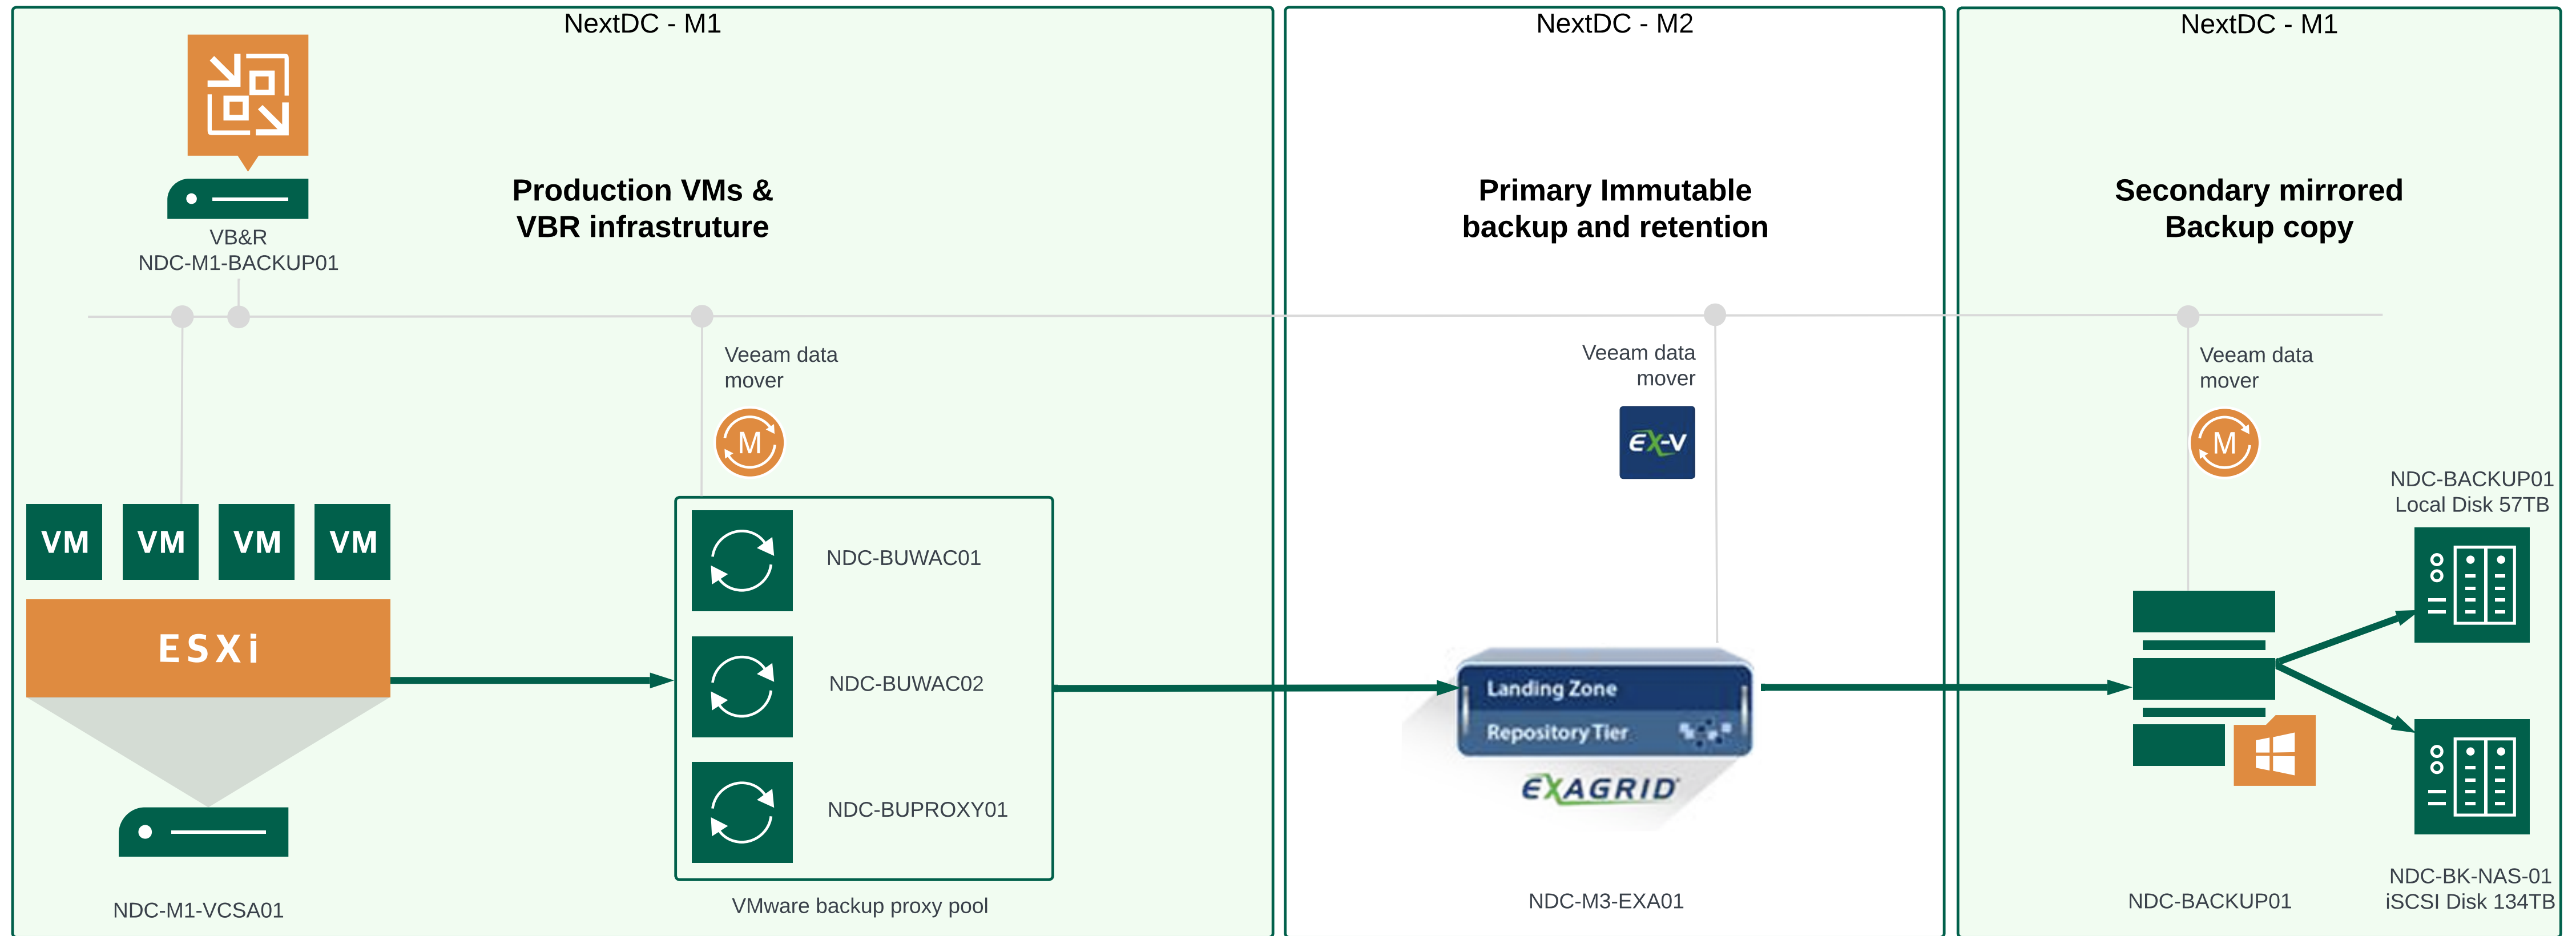 NextDC - M1
VB&R
NDC-M1-BACKUP01
Production VMs &
VBR infrastruture
Veeam data
mover
M
VM VM VM VM
ESXi
NDC-M1-VCSA01
NDC-BUWAC01
NDC-BUWAC02
NDC-BUPROXY01
VMware backup proxy pool
NextDC - M2
Primary Immutable
backup and retention
Veeam data
mover
EX-V
Landing Zone
Repository Tier
EXAGRID
NDC-M3-EXA01
NextDC - M1
Secondary mirrored
Backup copy
Veeam data
mover
M
NDC-BACKUP01
Local Disk 57TB
NDC-BACKUP01
NDC-BK-NAS-01
iSCSI Disk 134TB